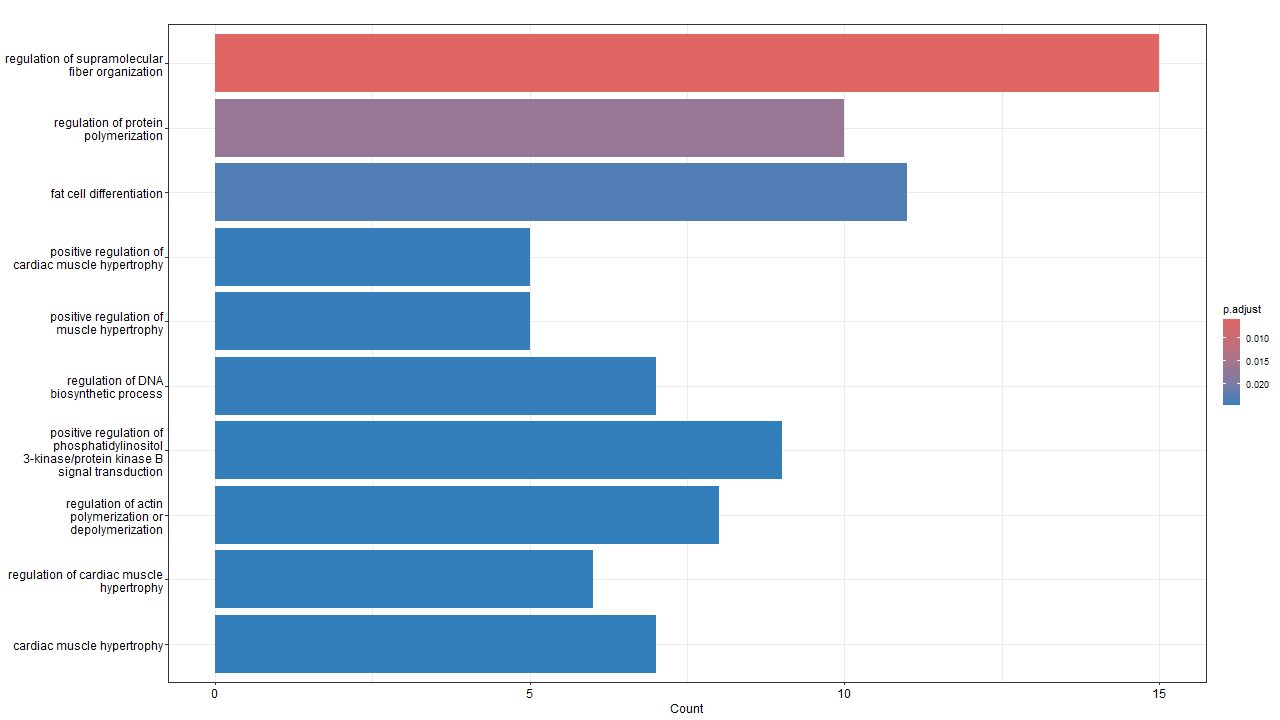 regulation of supramolecular
fiber organization
regulation of protein
polymerization
fat cell differentiation
positive regulation of
cardiac muscle hypertrophy
positive regulation of
muscle hypertrophy
regulation of DNA
biosynthetic process
positive regulation of
phosphatidylinositol
3-kinase/protein kinase B
signal transduction
regulation of actin
polymerization or
depolymerization
regulation of cardiac muscle
hypertrophy
cardiac muscle hypertrophy
0 5 10 15
Count
p.adjust
0.010
0.015
0.020